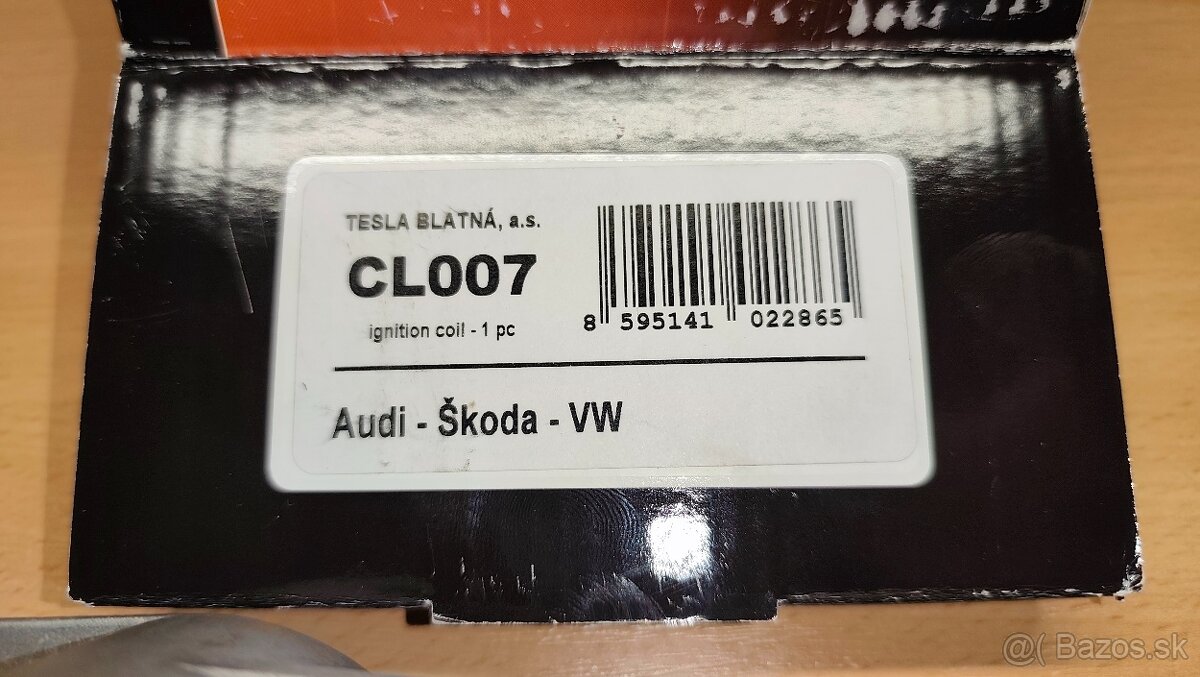 TESLA BLATNÁ, a.s.
CL007
ignition coil - 1 pc
8 595141 022865
Audi - Škoda - VW
@( Bazos.sk